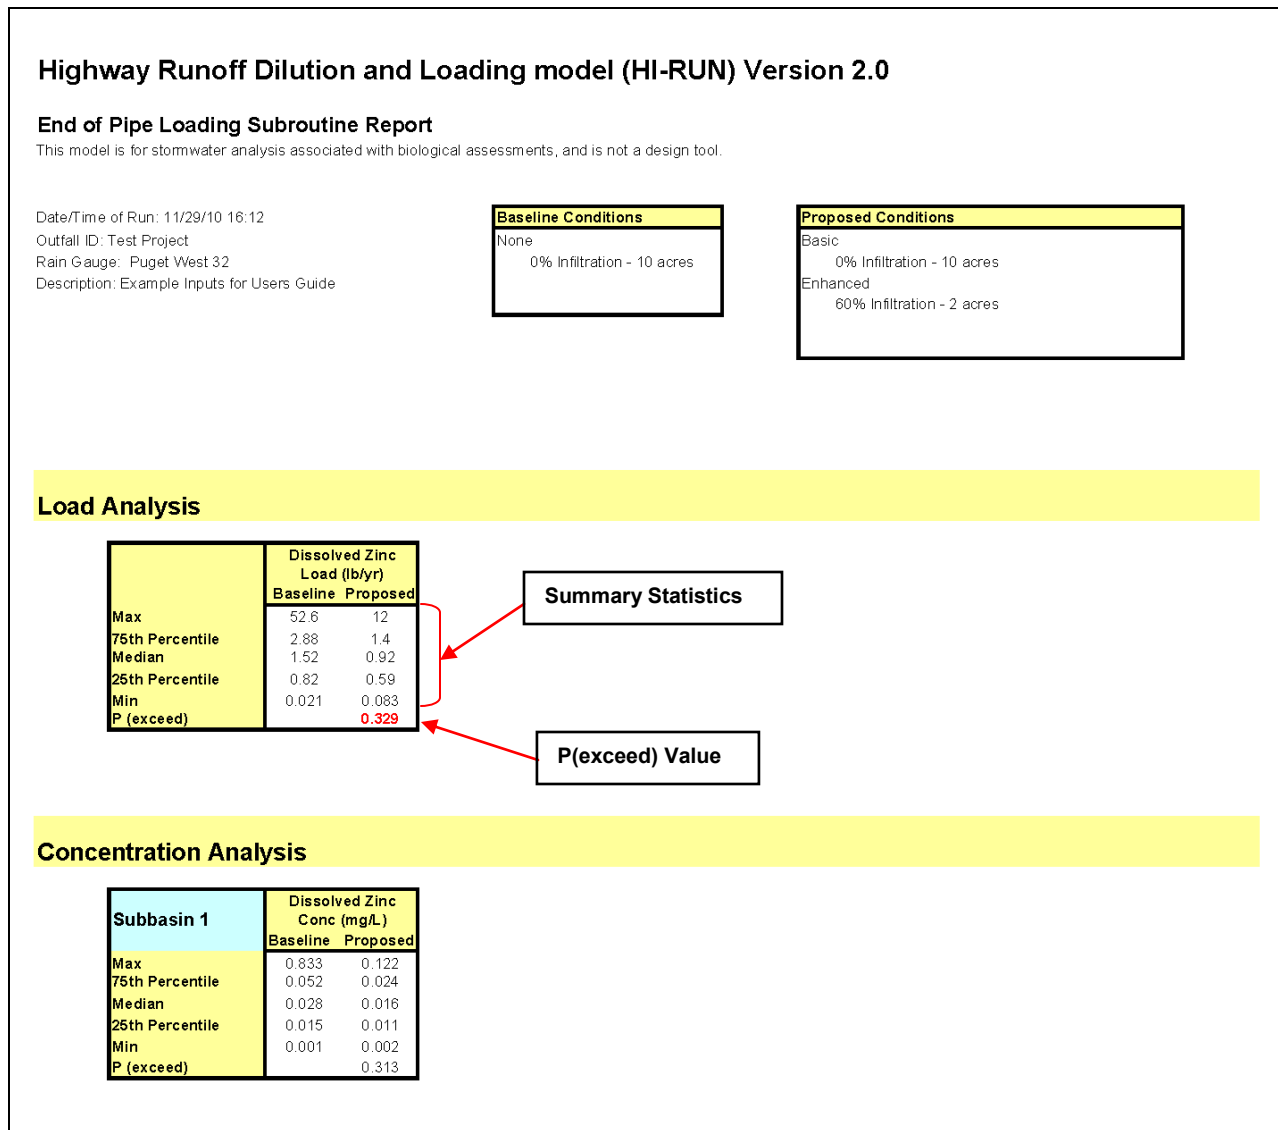 Highway Runoff Dilution and Loading model (HI-RUN) Version 2.0
End of Pipe Loading Subroutine Report
This model is for stormwater analysis associated with biological assessments, and is not a design tool.
Date/Time of Run: 11/29/10 16:12
Outfall ID: Test Project
Rain Gauge: Puget West 32
Description: Example Inputs for Users Guide
Baseline Conditions
None
0% Infiltration - 10 acres
Proposed Conditions
Basic
0% Infiltration - 10 acres
Enhanced
60% Infiltration - 2 acres
Load Analysis
Dissolved Zinc
Load (lb/yr)
Baseline Proposed
Max 52.6 12
75th Percentile 2.88 1.4
Median 1.52 0.92
25th Percentile 0.82 0.59
Min 0.021 0.083
P (exceed) 0.329
Summary Statistics
P(exceed) Value
Concentration Analysis
Subbasin 1
Dissolved Zinc
Conc (mg/L)
Baseline Proposed
Max 0.833 0.122
75th Percentile 0.052 0.024
Median 0.028 0.016
25th Percentile 0.015 0.011
Min 0.001 0.002
P (exceed) 0.313